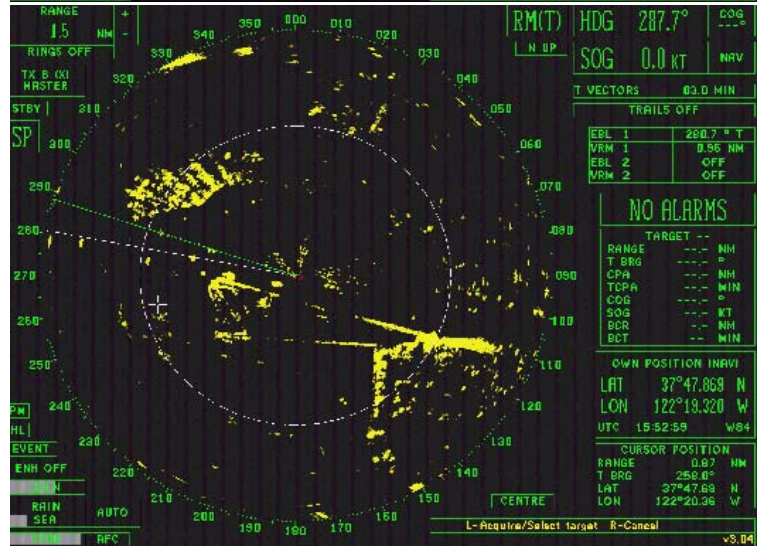 RANGE
1.5 NM
+
-
RINGS OFF
TX B (X)
MASTER
STBY
SP
PM
HL
EVENT
ENH OFF
RAIN
SEA
AUTO
AFC
000
010
020
030
040
050
060
070
080
090
100
110
120
130
140
150
160
170
180
190
200
210
220
230
240
250
260
270
280
290
300
310
320
340
CENTRE
RM(T)
N UP
HDG 287.7°
COG
---°
SOG 0.0 KT
NAV
T VECTORS 03.0 MIN
TRAILS OFF
EBL 1 280.7 ° T
VRM 1 0.96 NM
EBL 2 OFF
VRM 2 OFF
NO ALARMS
TARGET --
RANGE --.- NM
T BRG ---.- °
CPA --.- NM
TCPA ---.- MIN
COG ---.- °
SOG --.- KT
BCR --.- NM
BCT -- MIN
OWN POSITION (NAV)
LAT 37°47.869 N
LON 122°19.320 W
UTC 15:52:59 W84
CURSOR POSITION
RANGE 0.87 NM
T BRG 258.0°
LAT 37°47.69 N
LON 122°20.36 W
L-Acquire/Select target R-Cancel
v3.04